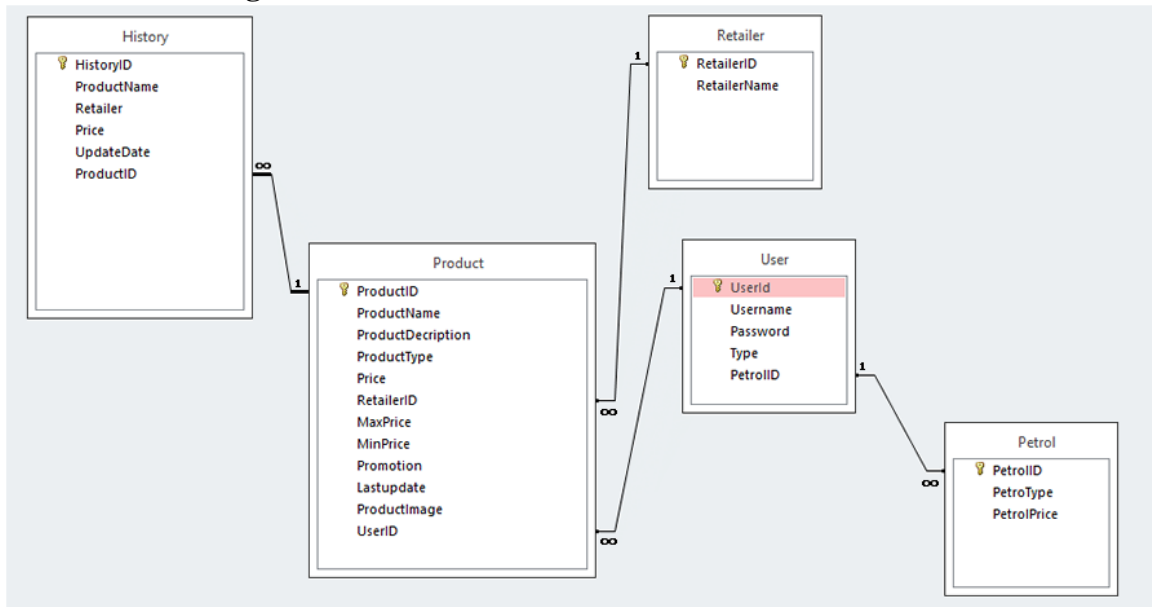 History
HistoryID
ProductName
Retailer
Price
UpdateDate
ProductID
∞
1
Retailer
RetailerID
RetailerName
1
∞
Product
ProductID
ProductName
ProductDecription
ProductType
Price
RetailerID
MaxPrice
MinPrice
Promotion
Lastupdate
ProductImage
UserID
∞
1
User
UserId
Username
Password
Type
PetrolID
1
∞
Petrol
PetrolID
PetroType
PetrolPrice